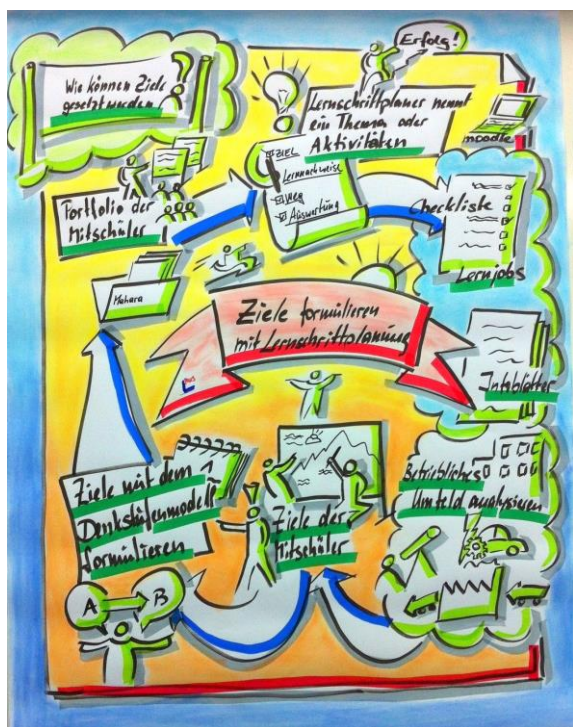 Wie können Ziele
gesetzt werden
Erfolg!
Lernschrittplaner nennt
ein Thema oder
Aktivitäten
moodle
ZIEL
Lernnachweise
Weg
Auswertung
Portfolio der
Mitschüler
Mahara
Checkliste
Lernjobs
Ziele formulieren
mit Lernschrittplanung
Infoblätter
Ziele mit dem
Denkstufenmodell
formulieren
Ziele der
Mitschüler
Betriebliches
Umfeld analysieren
A
B